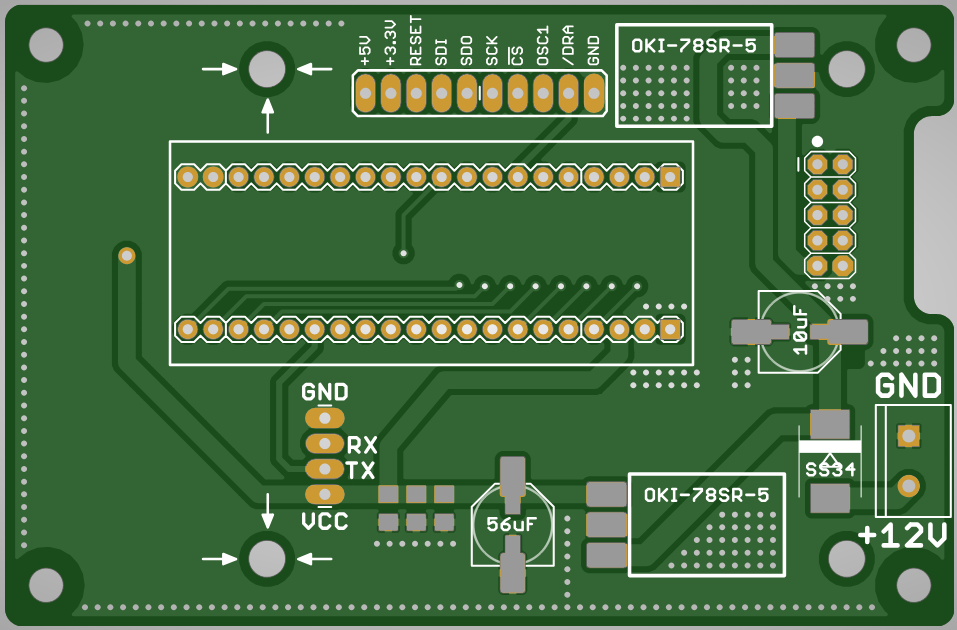 +5V
+3.3V
RESET
SDI
SDO
SCK
CS
OSC1
/DRA
GND
OKI-78SR-5
10uF
GND
GND
RX
TX
VCC
SS34
OKI-78SR-5
56uF
+12V